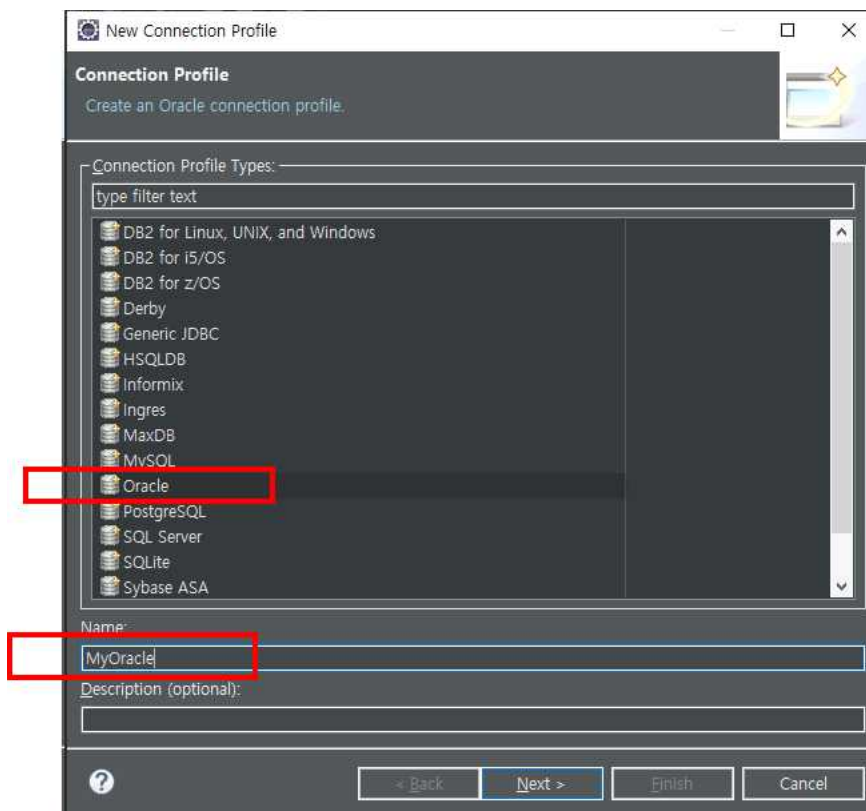 New Connection Profile
Connection Profile
Create an Oracle connection profile.
Connection Profile Types:
type filter text
DB2 for Linux, UNIX, and Windows
DB2 for i5/OS
DB2 for z/OS
Derby
Generic JDBC
HSQLDB
Informix
Ingres
MaxDB
MySQL
Oracle
PostgreSQL
SQL Server
SQLite
Sybase ASA
Name:
MyOracle
Description (optional):
< Back Next > Finish Cancel